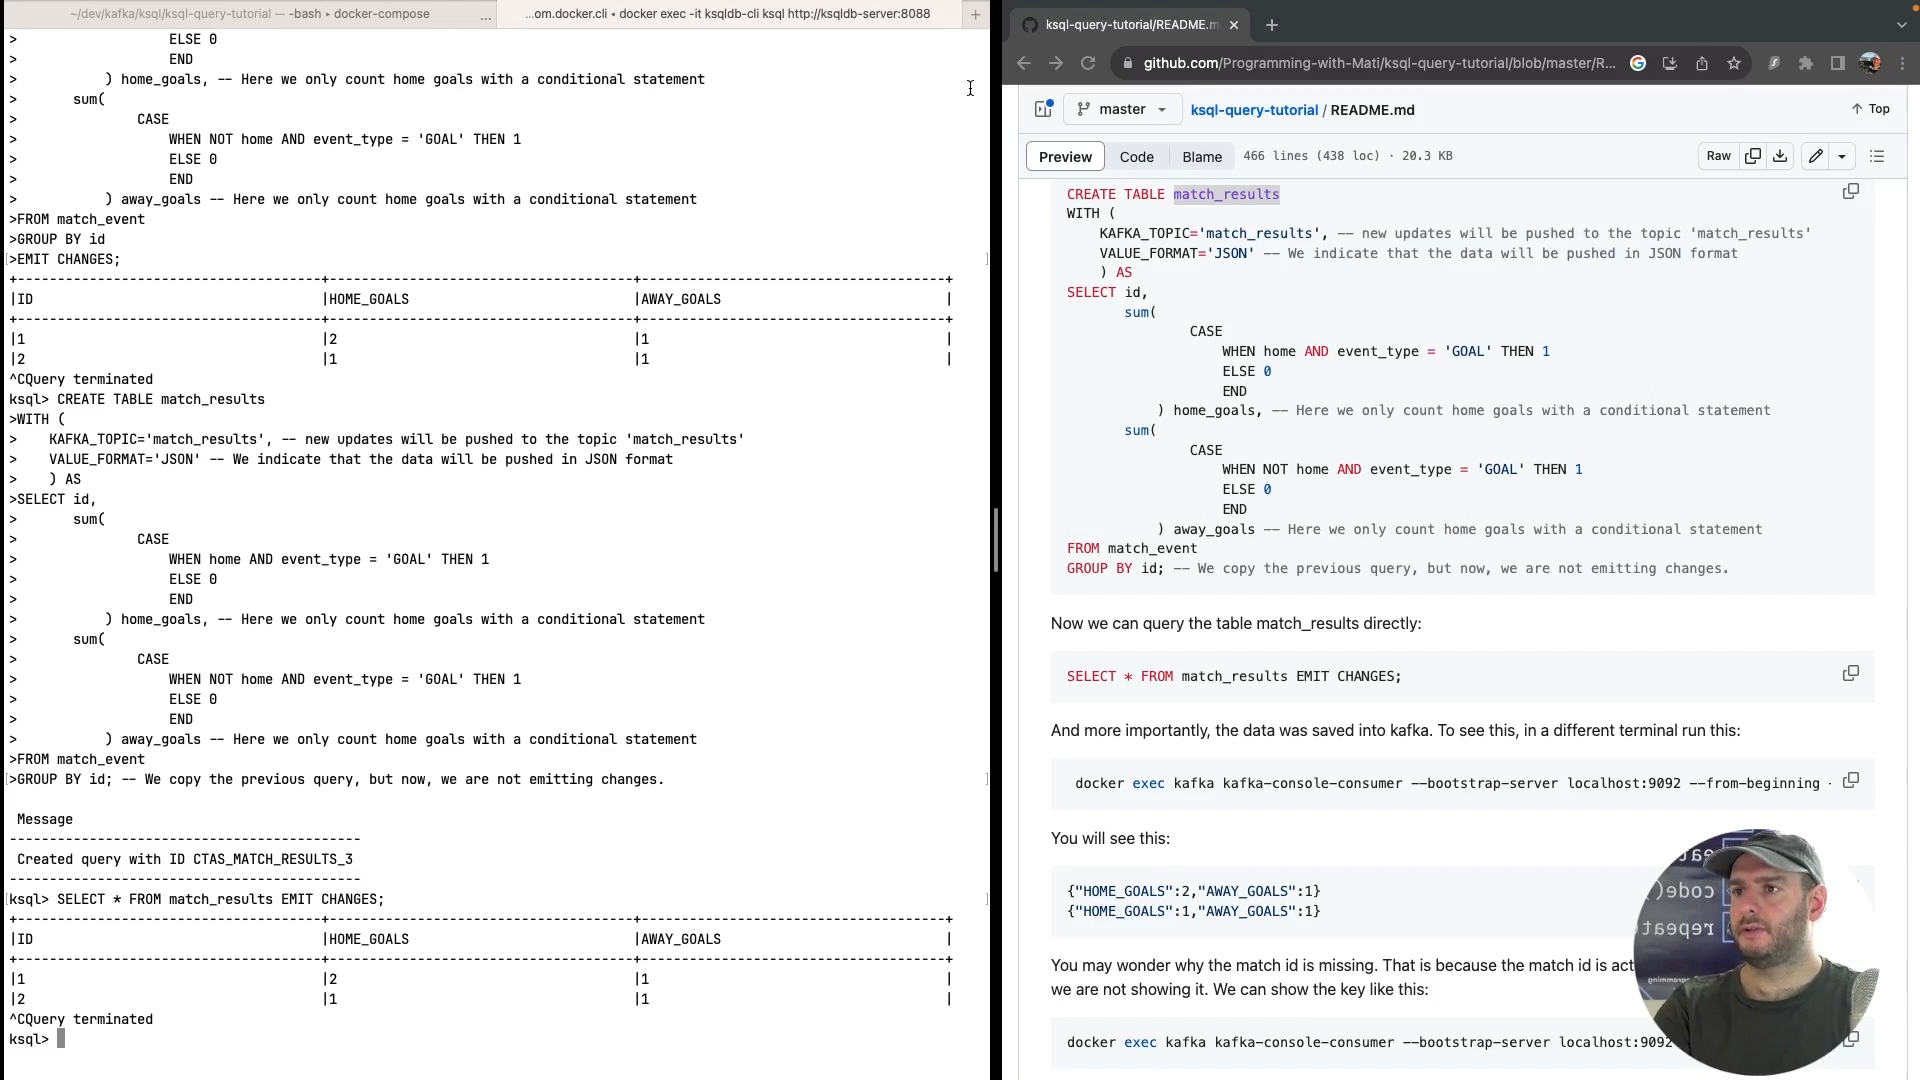 ~/dev/kafka/ksql/ksql-query-tutorial — -bash ▸ docker-compose
...
...om.docker.cli ◂ docker exec -it ksqldb-cli ksql http://ksqldb-server:8088
+
> ELSE 0
> END
> ) home_goals, -- Here we only count home goals with a conditional statement
> sum(
> CASE
> WHEN NOT home AND event_type = 'GOAL' THEN 1
> ELSE 0
> END
> ) away_goals -- Here we only count home goals with a conditional statement
>FROM match_event
>GROUP BY id
>EMIT CHANGES;
|ID |HOME_GOALS |AWAY_GOALS |
|1 |2 |1 |
|2 |1 |1 |
^CQuery terminated
ksql> CREATE TABLE match_results
>WITH (
> KAFKA_TOPIC='match_results', -- new updates will be pushed to the topic 'match_results'
> VALUE_FORMAT='JSON' -- We indicate that the data will be pushed in JSON format
> ) AS
>SELECT id,
> sum(
> CASE
> WHEN home AND event_type = 'GOAL' THEN 1
> ELSE 0
> END
> ) home_goals, -- Here we only count home goals with a conditional statement
> sum(
> CASE
> WHEN NOT home AND event_type = 'GOAL' THEN 1
> ELSE 0
> END
> ) away_goals -- Here we only count home goals with a conditional statement
>FROM match_event
>GROUP BY id; -- We copy the previous query, but now, we are not emitting changes.
Message
Created query with ID CTAS_MATCH_RESULTS_3
ksql> SELECT * FROM match_results EMIT CHANGES;
|ID |HOME_GOALS |AWAY_GOALS |
|1 |2 |1 |
|2 |1 |1 |
^CQuery terminated
ksql>
ksql-query-tutorial/README.m
github.com/Programming-with-Mati/ksql-query-tutorial/blob/master/R...
master
ksql-query-tutorial / README.md
↑ Top
Preview Code Blame 466 lines (438 loc) · 20.3 KB Raw
CREATE TABLE match_results
WITH (
KAFKA_TOPIC='match_results', -- new updates will be pushed to the topic 'match_results'
VALUE_FORMAT='JSON' -- We indicate that the data will be pushed in JSON format
) AS
SELECT id,
sum(
CASE
WHEN home AND event_type = 'GOAL' THEN 1
ELSE 0
END
) home_goals, -- Here we only count home goals with a conditional statement
sum(
CASE
WHEN NOT home AND event_type = 'GOAL' THEN 1
ELSE 0
END
) away_goals -- Here we only count home goals with a conditional statement
FROM match_event
GROUP BY id; -- We copy the previous query, but now, we are not emitting changes.
Now we can query the table match_results directly:
SELECT * FROM match_results EMIT CHANGES;
And more importantly, the data was saved into kafka. To see this, in a different terminal run this:
docker exec kafka kafka-console-consumer --bootstrap-server localhost:9092 --from-beginning -
You will see this:
{"HOME_GOALS":2,"AWAY_GOALS":1}
{"HOME_GOALS":1,"AWAY_GOALS":1}
You may wonder why the match id is missing. That is because the match id is act
we are not showing it. We can show the key like this:
docker exec kafka kafka-console-consumer --bootstrap-server localhost:9092
code()
repeat